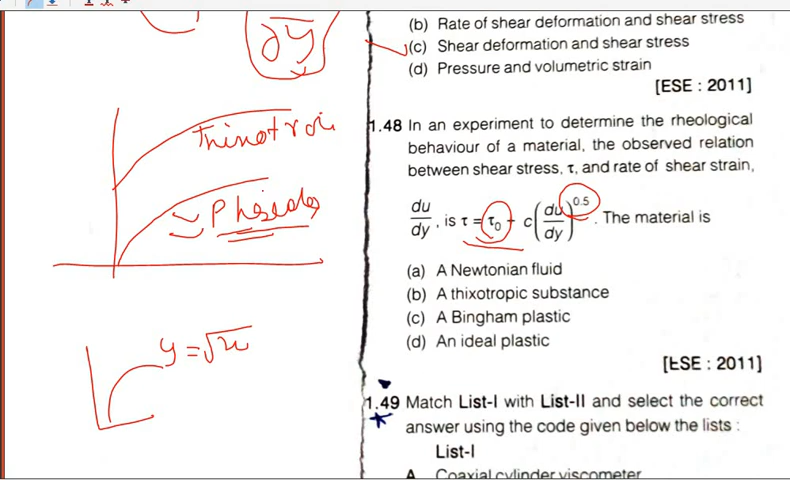 (b) Rate of shear deformation and shear stress
(c) Shear deformation and shear stress
(d) Pressure and volumetric strain
[ESE : 2011]
1.48 In an experiment to determine the rheological
behaviour of a material, the observed relation
between shear stress, τ, and rate of shear strain,
du/dy, is τ = τ₀ + c(du/dy)^0.5. The material is
(a) A Newtonian fluid
(b) A thixotropic substance
(c) A Bingham plastic
(d) An ideal plastic
[ESE : 2011]
1.49 Match List-I with List-II and select the correct
answer using the code given below the lists :
List-I
A Coaxial cylinder viscometer
∂y
y = √x